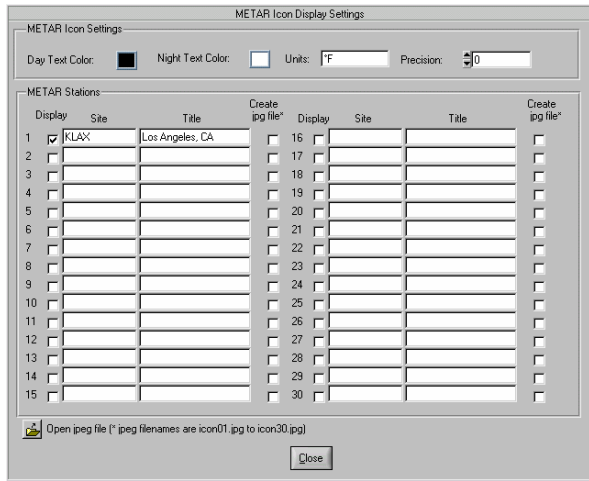 METAR Icon Display Settings
METAR Icon Settings
Day Text Color: Night Text Color: Units: °F Precision: 0
METAR Stations
Display Site Title Create jpg file* Display Site Title Create jpg file*
1 KLAX Los Angeles, CA 16
2 17
3 18
4 19
5 20
6 21
7 22
8 23
9 24
10 25
11 26
12 27
13 28
14 29
15 30
Open jpeg file (* jpeg filenames are icon01.jpg to icon30.jpg)
Close